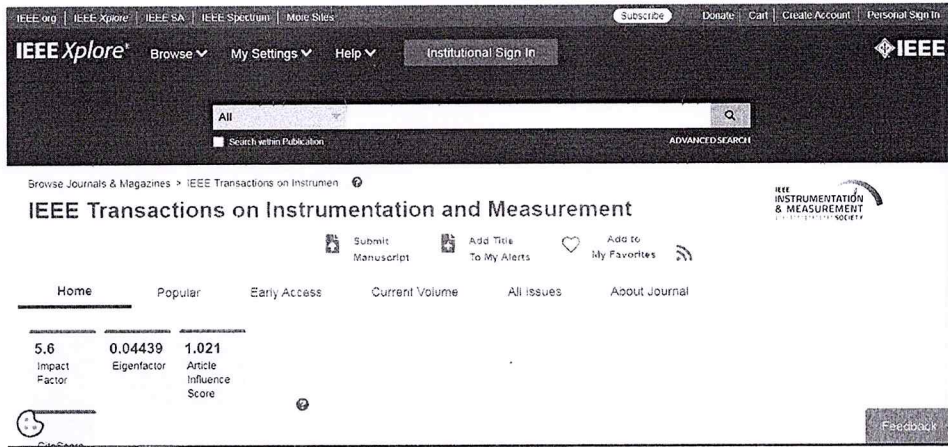 IEEE.org | IEEE Xplore | IEEE SA | IEEE Spectrum | More Sites
Subscribe
Donate | Cart | Create Account | Personal Sign In
IEEE Xplore®
Browse
My Settings
Help
Institutional Sign In
IEEE
All
Search within Publication
ADVANCED SEARCH
Browse Journals & Magazines > IEEE Transactions on Instrumen
IEEE Transactions on Instrumentation and Measurement
IEEE
INSTRUMENTATION
& MEASUREMENT
SOCIETY
Submit
Manuscript
Add Title
To My Alerts
Add to
My Favorites
Home
Popular
Early Access
Current Volume
All Issues
About Journal
5.6
Impact
Factor
0.04439
Eigenfactor
1.021
Article
Influence
Score
CiteScore
Feedback